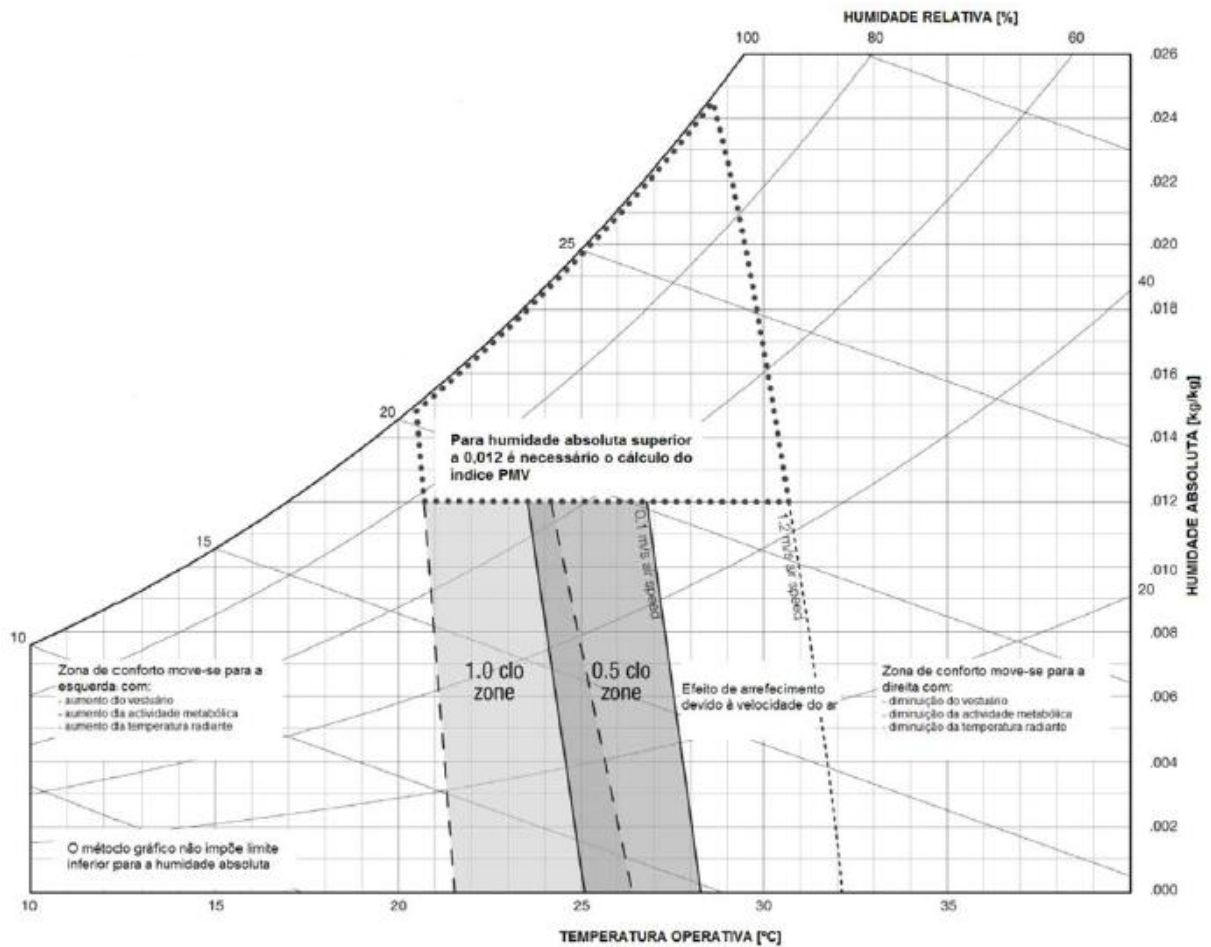 HUMIDADE RELATIVA [%]
100
80
60
.026
.024
.022
25
.020
40
.018
.016
20
Para humidade absoluta superior
a 0,012 é necessário o cálculo do
índice PMV
.014
.012
HUMIDADE ABSOLUTA [kg/kg]
0.1 m/s air speed
1.2 m/s air speed
15
.010
20
10
.008
Zona de conforto move-se para a
esquerda com:
- aumento do vestuário
- aumento da actividade metabólica
- aumento da temperatura radiante
1.0 clo
zone
0.5 clo
zone
Efeito de arrefecimento
devido à velocidade do ar
Zona de conforto move-se para a
direita com:
- diminuição do vestuário
- diminuição da actividade metabólica
- diminuição da temperatura radiante
.006
.004
.002
O método gráfico não impõe limite
inferior para a humidade absoluta
.000
10
15
20
25
30
35
TEMPERATURA OPERATIVA [ºC]